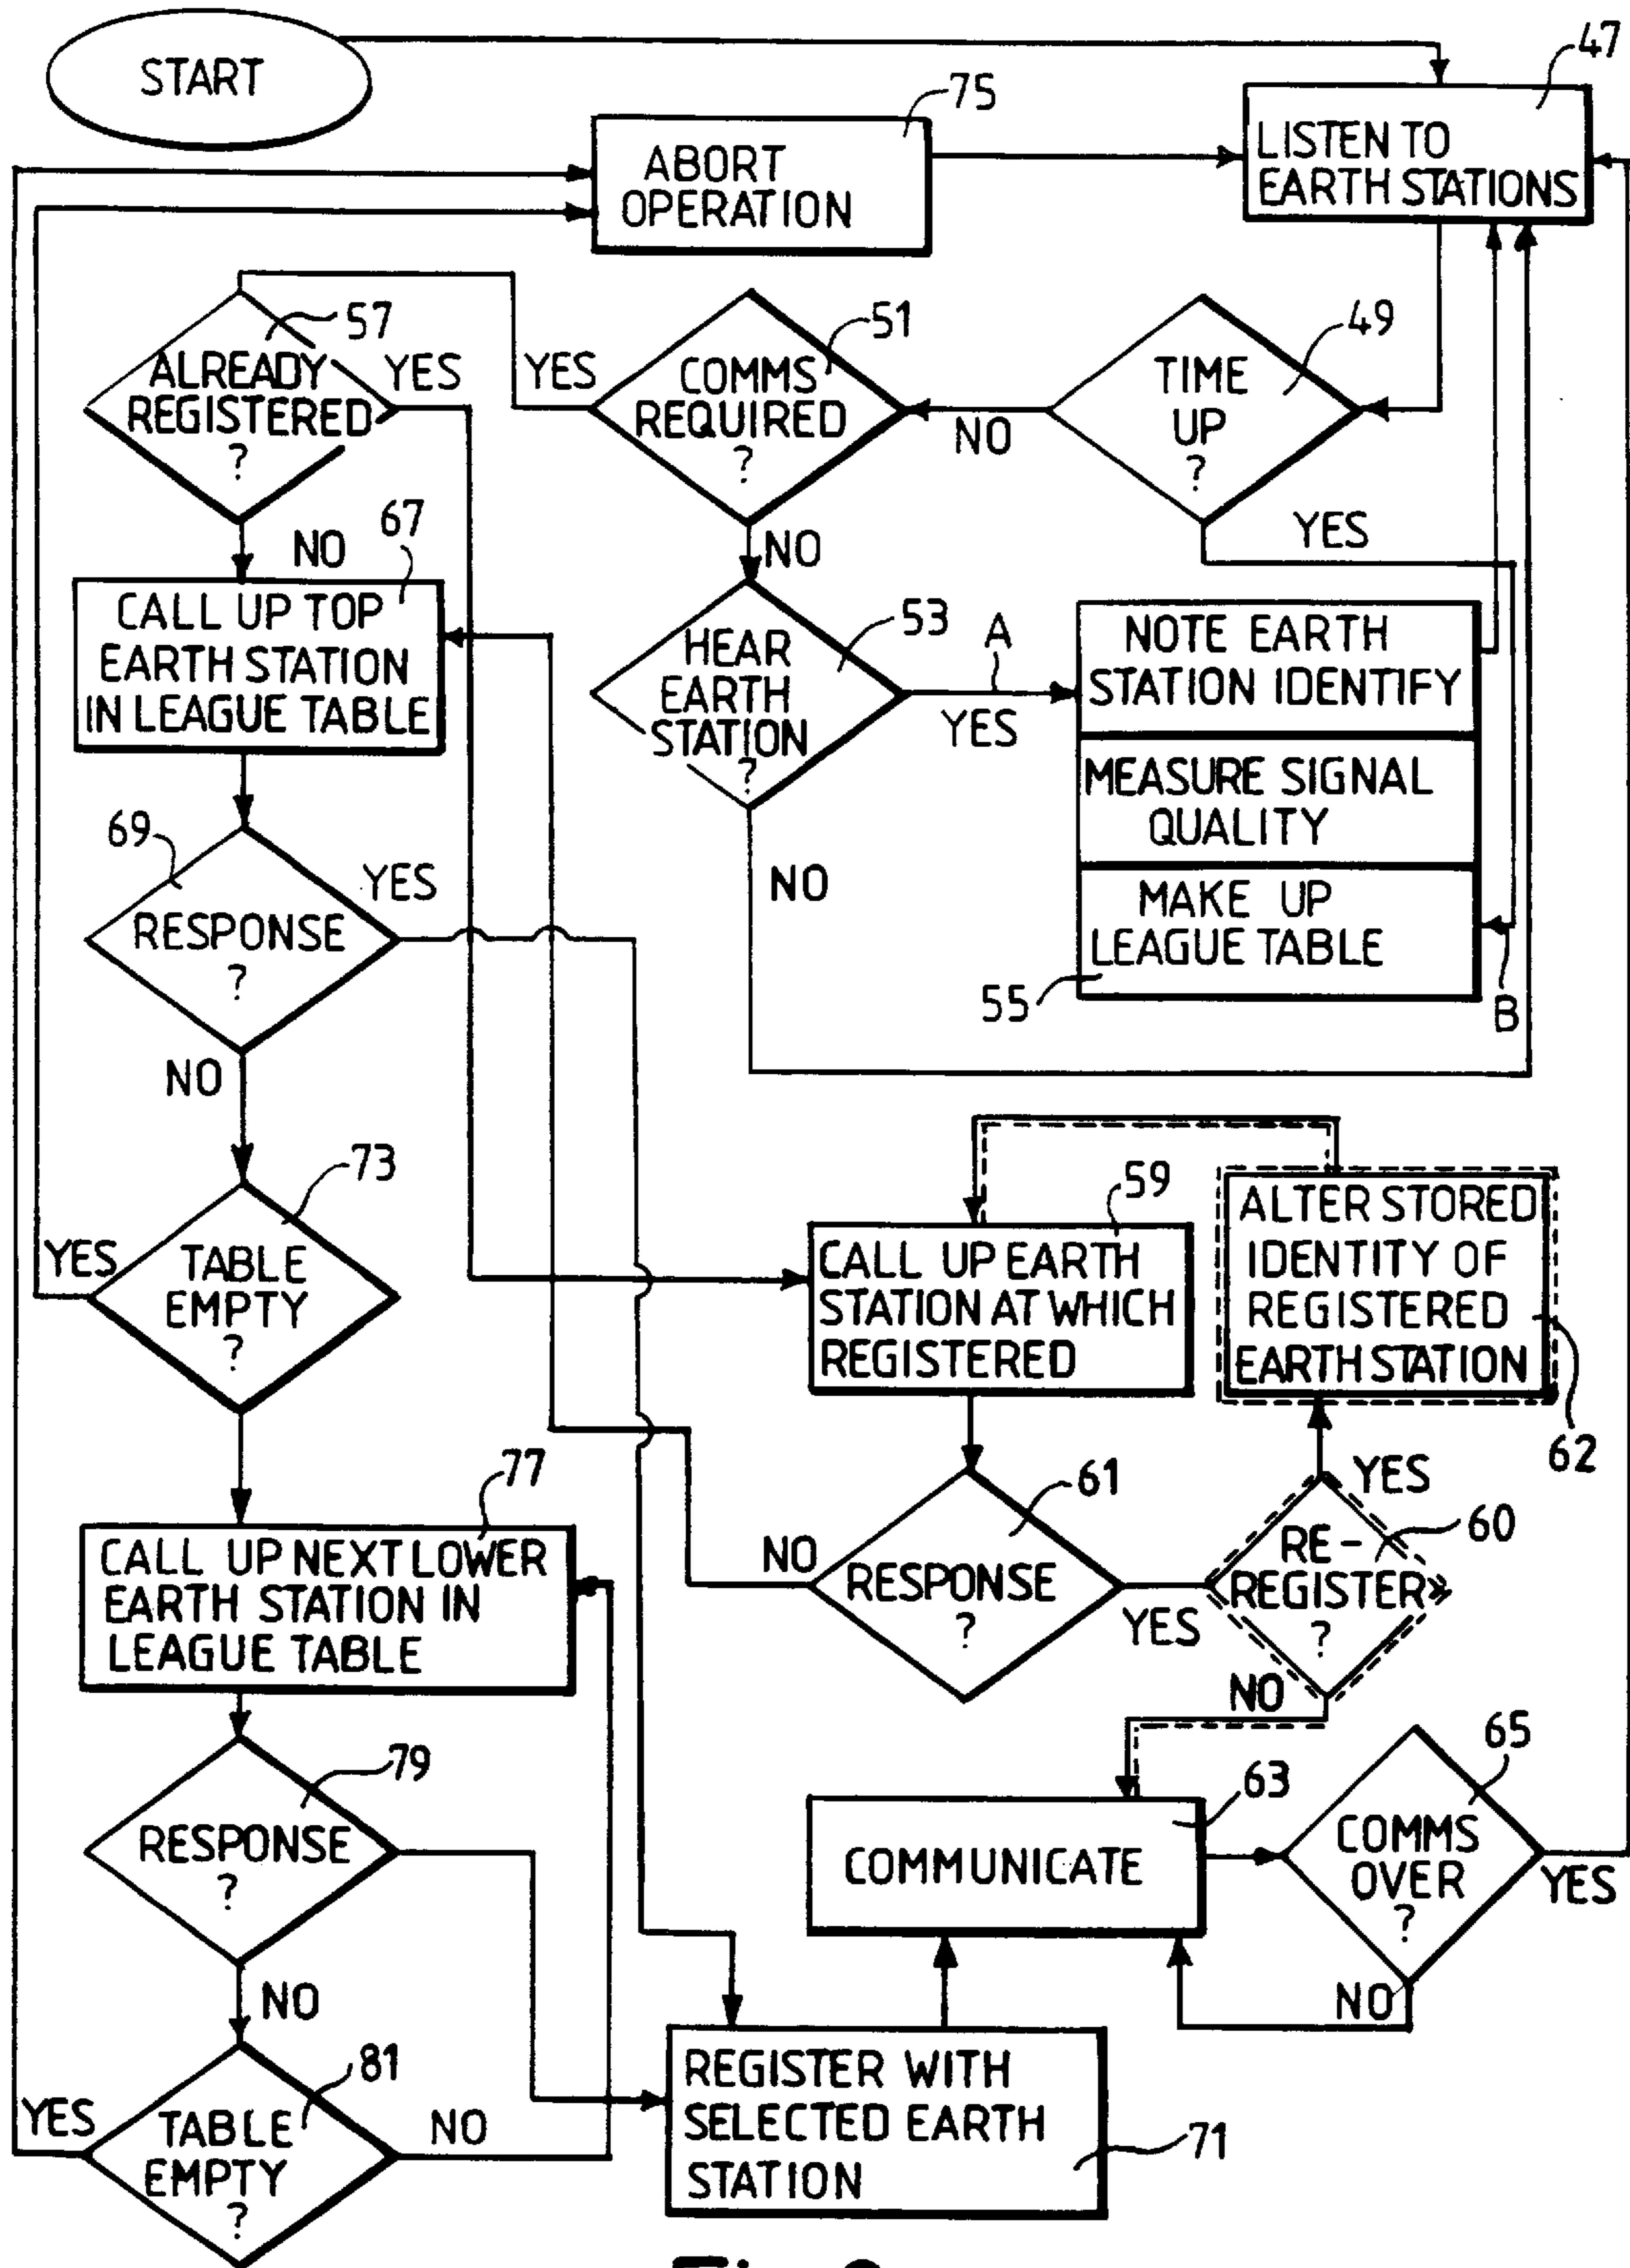 START
47
LISTEN TO
EARTH STATIONS
75
ABORT
OPERATION
57
ALREADY
REGISTERED
?
YES
NO
YES
51
COMMS
REQUIRED
?
NO
NO
49
TIME
UP
?
YES
67
CALL UP TOP
EARTH STATION
IN LEAGUE TABLE
53
HEAR
EARTH
STATION
?
A
YES
NO
NOTE EARTH
STATION IDENTIFY
MEASURE SIGNAL
QUALITY
MAKE UP
LEAGUE TABLE
55
B
69
RESPONSE
?
YES
NO
73
TABLE
EMPTY
?
YES
59
CALL UP EARTH
STATION AT WHICH
REGISTERED
ALTER STORED
IDENTITY OF
REGISTERED
EARTH STATION
62
61
RESPONSE
?
NO
YES
60
RE-
REGISTER
?
YES
NO
77
CALL UP NEXT LOWER
EARTH STATION IN
LEAGUE TABLE
79
RESPONSE
?
NO
63
COMMUNICATE
65
COMMS
OVER
?
YES
NO
81
TABLE
EMPTY
?
YES
NO
REGISTER WITH
SELECTED EARTH
STATION
71